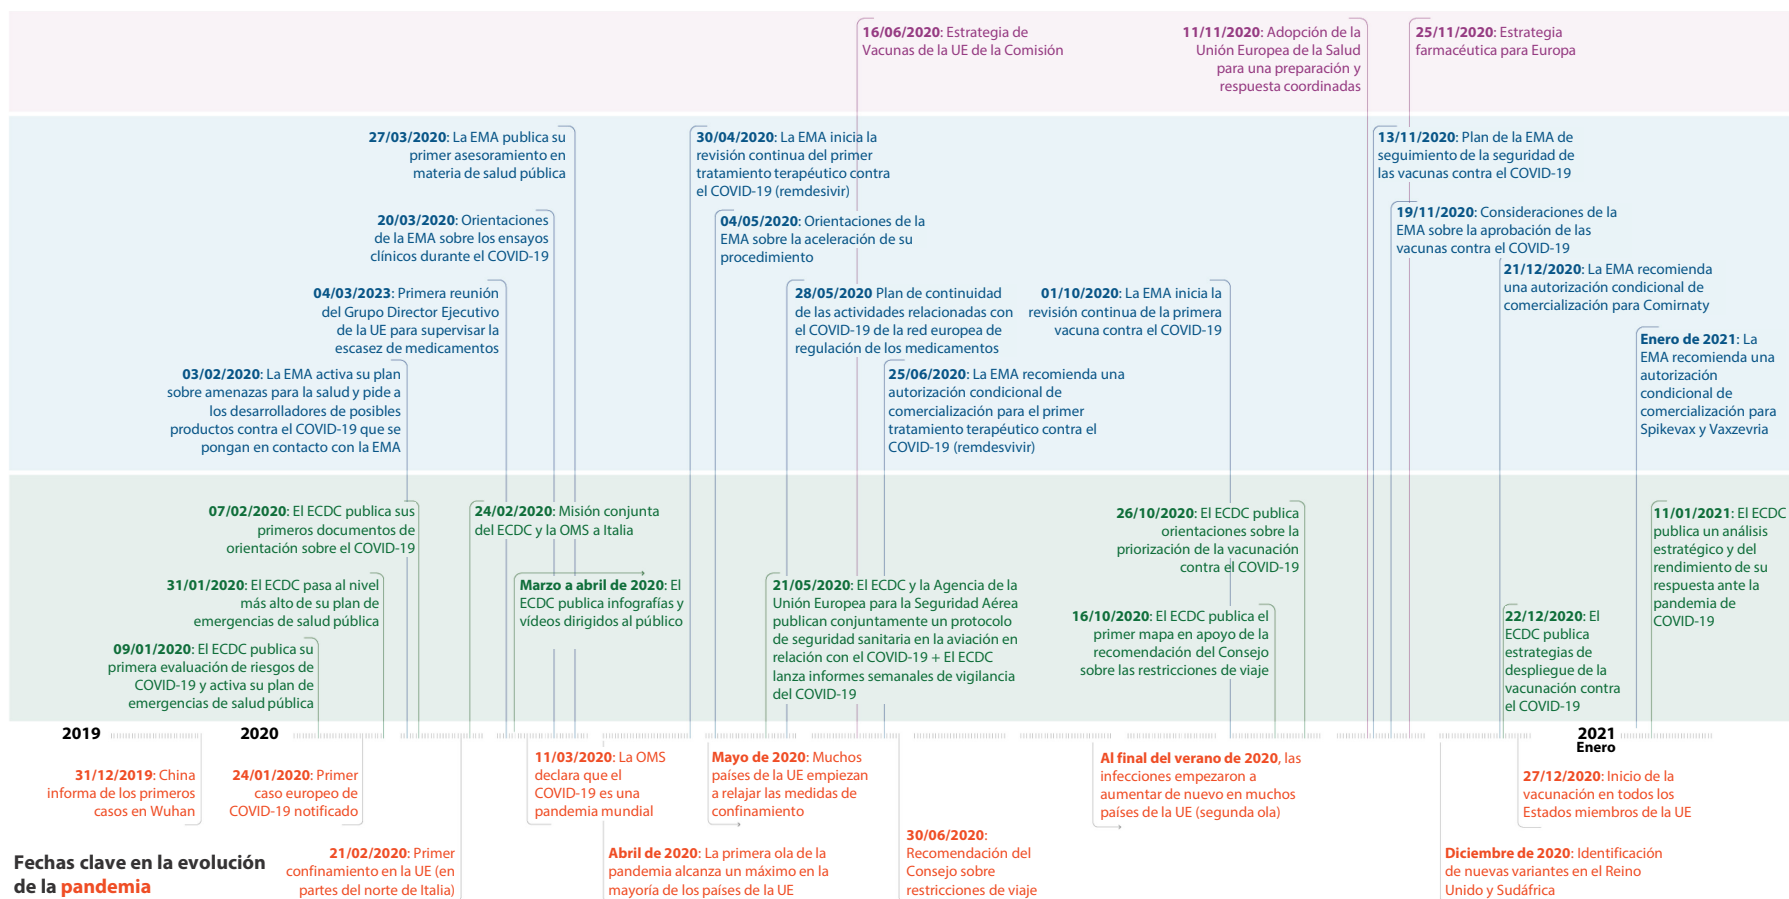 16/06/2020: Estrategia de
Vacunas de la UE de la Comisión
11/11/2020: Adopción de la
Unión Europea de la Salud
para una preparación y
respuesta coordinadas
25/11/2020: Estrategia
farmacéutica para Europa
27/03/2020: La EMA publica su
primer asesoramiento en
materia de salud pública
30/04/2020: La EMA inicia la
revisión continua del primer
tratamiento terapéutico contra
el COVID-19 (remdesivir)
13/11/2020: Plan de la EMA de
seguimiento de la seguridad de
las vacunas contra el COVID-19
20/03/2020: Orientaciones
de la EMA sobre los ensayos
clínicos durante el COVID-19
04/05/2020: Orientaciones de la
EMA sobre la aceleración de su
procedimiento
19/11/2020: Consideraciones de la
EMA sobre la aprobación de las
vacunas contra el COVID-19
04/03/2023: Primera reunión
del Grupo Director Ejecutivo
de la UE para supervisar la
escasez de medicamentos
28/05/2020 Plan de continuidad
de las actividades relacionadas con
el COVID-19 de la red europea de
regulación de los medicamentos
01/10/2020: La EMA inicia la
revisión continua de la primera
vacuna contra el COVID-19
21/12/2020: La EMA recomienda
una autorización condicional de
comercialización para Comirnaty
03/02/2020: La EMA activa su plan
sobre amenazas para la salud y pide a
los desarrolladores de posibles
productos contra el COVID-19 que se
pongan en contacto con la EMA
25/06/2020: La EMA recomienda una
autorización condicional de
comercialización para el primer
tratamiento terapéutico contra el
COVID-19 (remdesvivir)
Enero de 2021: La
EMA recomienda una
autorización
condicional de
comercialización para
Spikevax y Vaxzevria
07/02/2020: El ECDC publica sus
primeros documentos de
orientación sobre el COVID-19
24/02/2020: Misión conjunta
del ECDC y la OMS a Italia
26/10/2020: El ECDC publica
orientaciones sobre la
priorización de la vacunación
contra el COVID-19
11/01/2021: El ECDC
publica un análisis
estratégico y del
rendimiento de su
respuesta ante la
pandemia de
COVID-19
31/01/2020: El ECDC pasa al nivel
más alto de su plan de
emergencias de salud pública
Marzo a abril de 2020: El
ECDC publica infografías y
vídeos dirigidos al público
21/05/2020: El ECDC y la Agencia de la
Unión Europea para la Seguridad Aérea
publican conjuntamente un protocolo
de seguridad sanitaria en la aviación en
relación con el COVID-19 + El ECDC
lanza informes semanales de vigilancia
del COVID-19
16/10/2020: El ECDC publica el
primer mapa en apoyo de la
recomendación del Consejo
sobre las restricciones de viaje
22/12/2020: El
ECDC publica
estrategias de
despliegue de la
vacunación contra
el COVID-19
09/01/2020: El ECDC publica su
primera evaluación de riesgos de
COVID-19 y activa su plan de
emergencias de salud pública
2019
2020
2021
Enero
31/12/2019: China
informa de los primeros
casos en Wuhan
24/01/2020: Primer
caso europeo de
COVID-19 notificado
11/03/2020: La OMS
declara que el
COVID-19 es una
pandemia mundial
Mayo de 2020: Muchos
países de la UE empiezan
a relajar las medidas de
confinamiento
Al final del verano de 2020, las
infecciones empezaron a
aumentar de nuevo en muchos
países de la UE (segunda ola)
27/12/2020: Inicio de la
vacunación en todos los
Estados miembros de la UE
21/02/2020: Primer
confinamiento en la UE (en
partes del norte de Italia)
Abril de 2020: La primera ola de la
pandemia alcanza un máximo en la
mayoría de los países de la UE
30/06/2020:
Recomendación del
Consejo sobre
restricciones de viaje
Diciembre de 2020: Identificación
de nuevas variantes en el Reino
Unido y Sudáfrica
Fechas clave en la evolución
de la pandemia